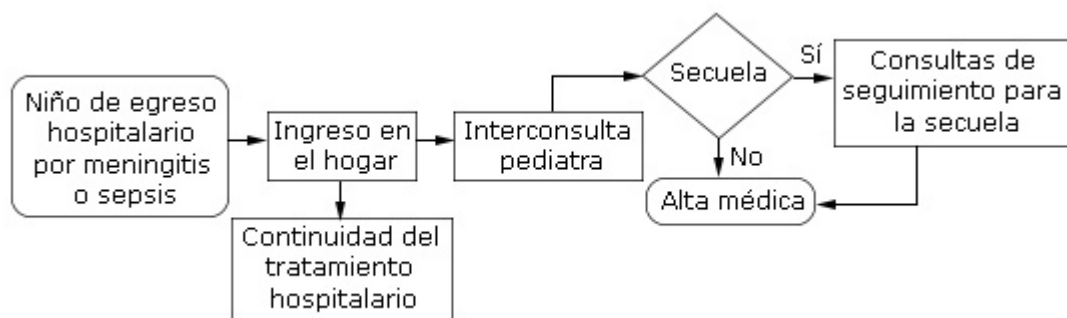 Niño de egreso
hospitalario
por meningitis
o sepsis
Ingreso en
el hogar
Continuidad del
tratamiento
hospitalario
Interconsulta
pediatra
Secuela
Sí
No
Consultas de
seguimiento para
la secuela
Alta médica